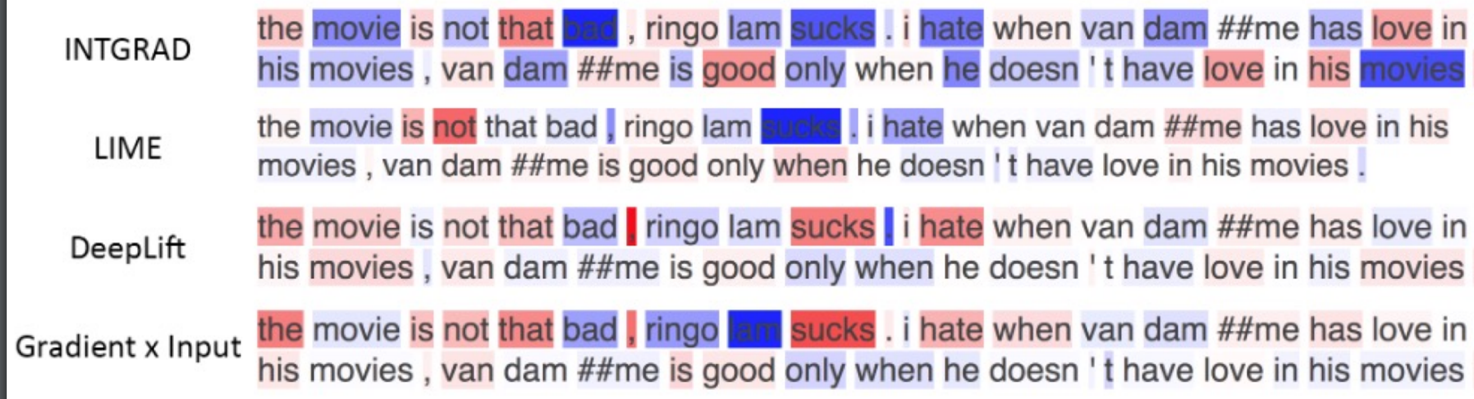 INTGRAD
the movie is not that bad , ringo lam sucks . i hate when van dam ##me has love in
his movies , van dam ##me is good only when he doesn ' t have love in his movies
LIME
the movie is not that bad , ringo lam sucks . i hate when van dam ##me has love in his
movies , van dam ##me is good only when he doesn ' t have love in his movies .
DeepLift
the movie is not that bad , ringo lam sucks . i hate when van dam ##me has love in
his movies , van dam ##me is good only when he doesn ' t have love in his movies
Gradient x Input
the movie is not that bad , ringo lam sucks . i hate when van dam ##me has love in
his movies , van dam ##me is good only when he doesn ' t have love in his movies